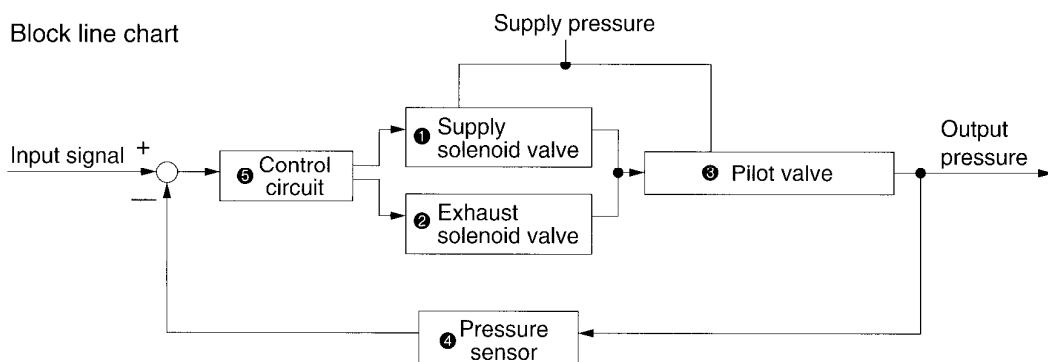 Block line chart
Supply pressure
Input signal
+
❺ Control
circuit
❶ Supply
solenoid valve
❷ Exhaust
solenoid valve
❸ Pilot valve
Output
pressure
—
❹ Pressure
sensor